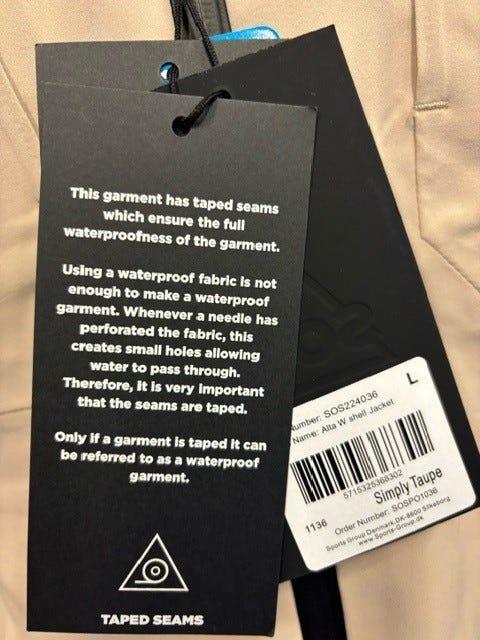 This garment has taped seams
which ensure the full
waterproofness of the garment.
Using a waterproof fabric is not
enough to make a waterproof
garment. Whenever a needle has
perforated the fabric, this
creates small holes allowing
water to pass through.
Therefore, it is very important
that the seams are taped.
Only if a garment is taped it can
be referred to as a waterproof
garment.
TAPED SEAMS
L
umber: SOS224036
Name: Alta W shell Jacket
5715325368302
Simply Taupe
1136
Order Number: SOSPO1036
Sports Group Denmark,DK-8600 Silkeborg
www.Sports-Group.dk